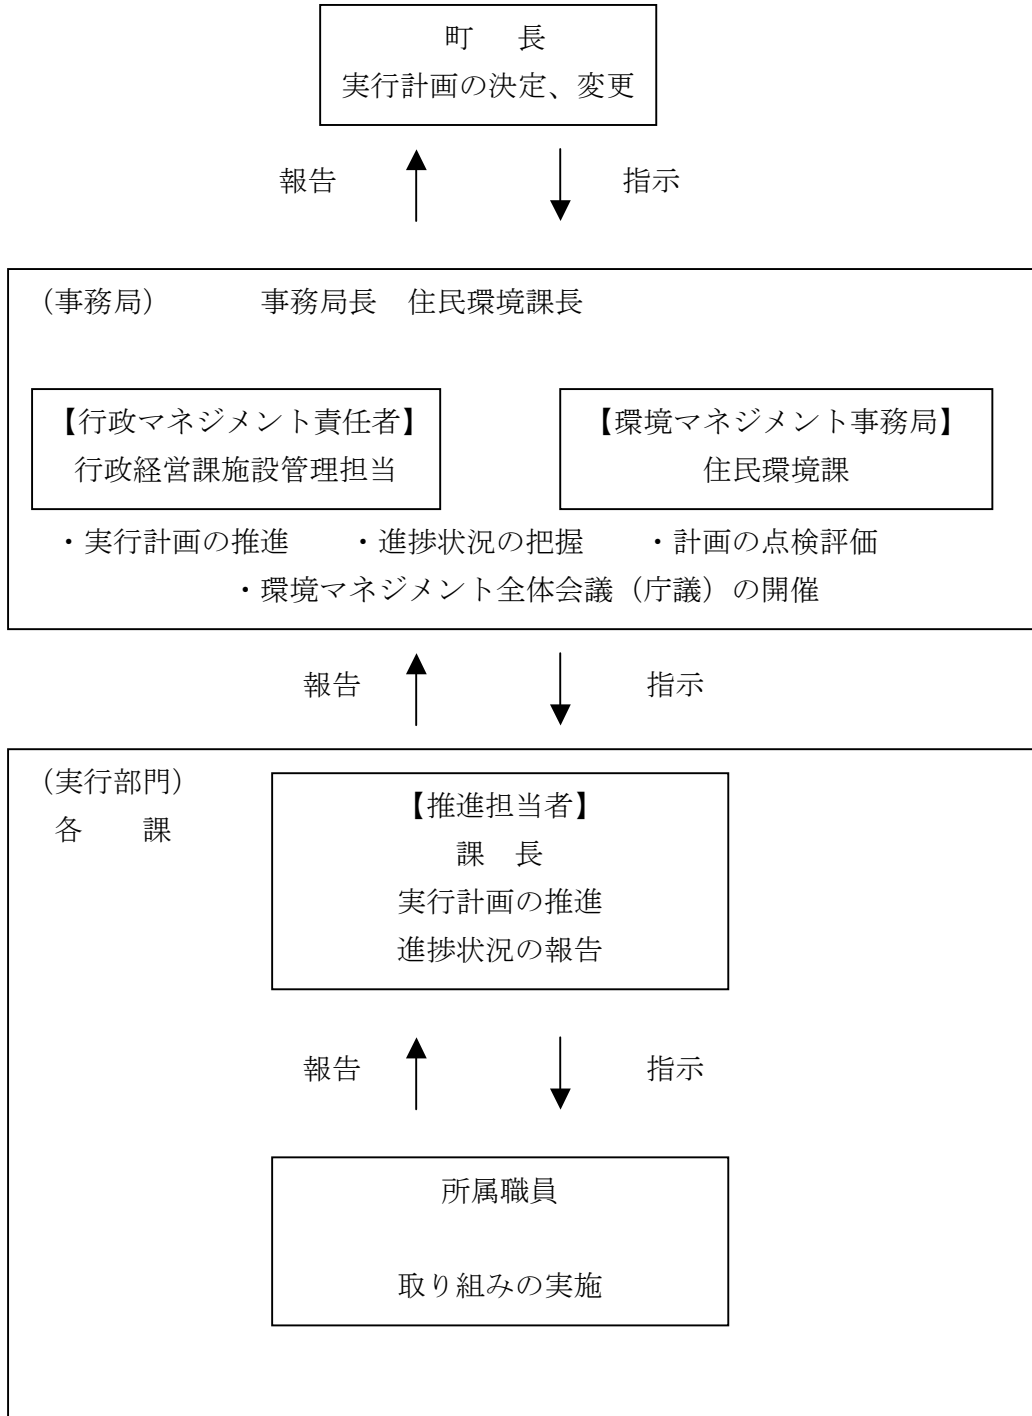 町　長
実行計画の決定、変更
報告　指示
（事務局）　事務局長　住民環境課長
【行政マネジメント責任者】　【環境マネジメント事務局】
行政経営課施設管理担当　住民環境課
・実行計画の推進　・進捗状況の把握　・計画の点検評価
・環境マネジメント全体会議（庁議）の開催
報告　指示
（実行部門）
各　課
【推進担当者】
課　長
実行計画の推進
進捗状況の報告
報告　指示
所属職員
取り組みの実施